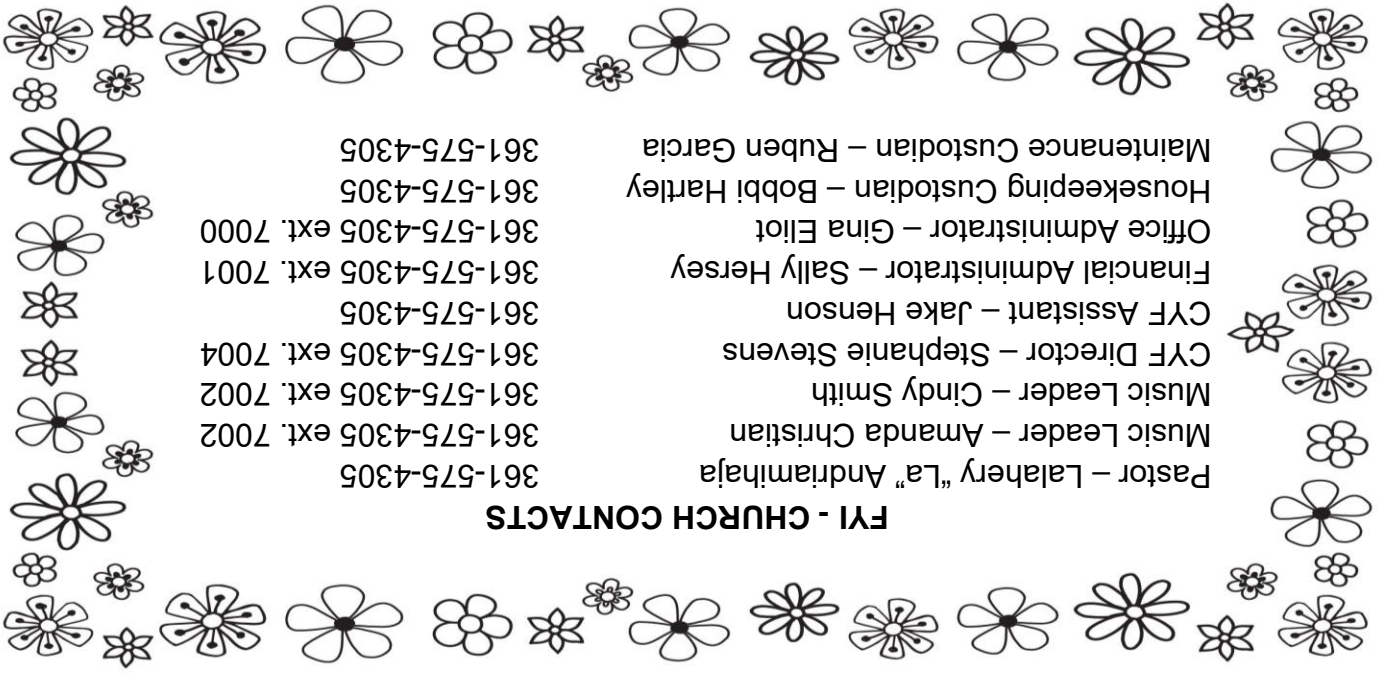 FYI - CHURCH CONTACTS
Pastor – Lalahery “La” Andriamihaja 361-575-4305
Music Leader – Amanda Christian 361-575-4305 ext. 7002
Music Leader – Cindy Smith 361-575-4305 ext. 7002
CYF Director – Stephanie Stevens 361-575-4305 ext. 7004
CYF Assistant – Jake Henson 361-575-4305
Financial Administrator – Sally Hersey 361-575-4305 ext. 7001
Office Administrator – Gina Eliot 361-575-4305 ext. 7000
Housekeeping Custodian – Bobbi Hartley 361-575-4305
Maintenance Custodian – Ruben Garcia 361-575-4305